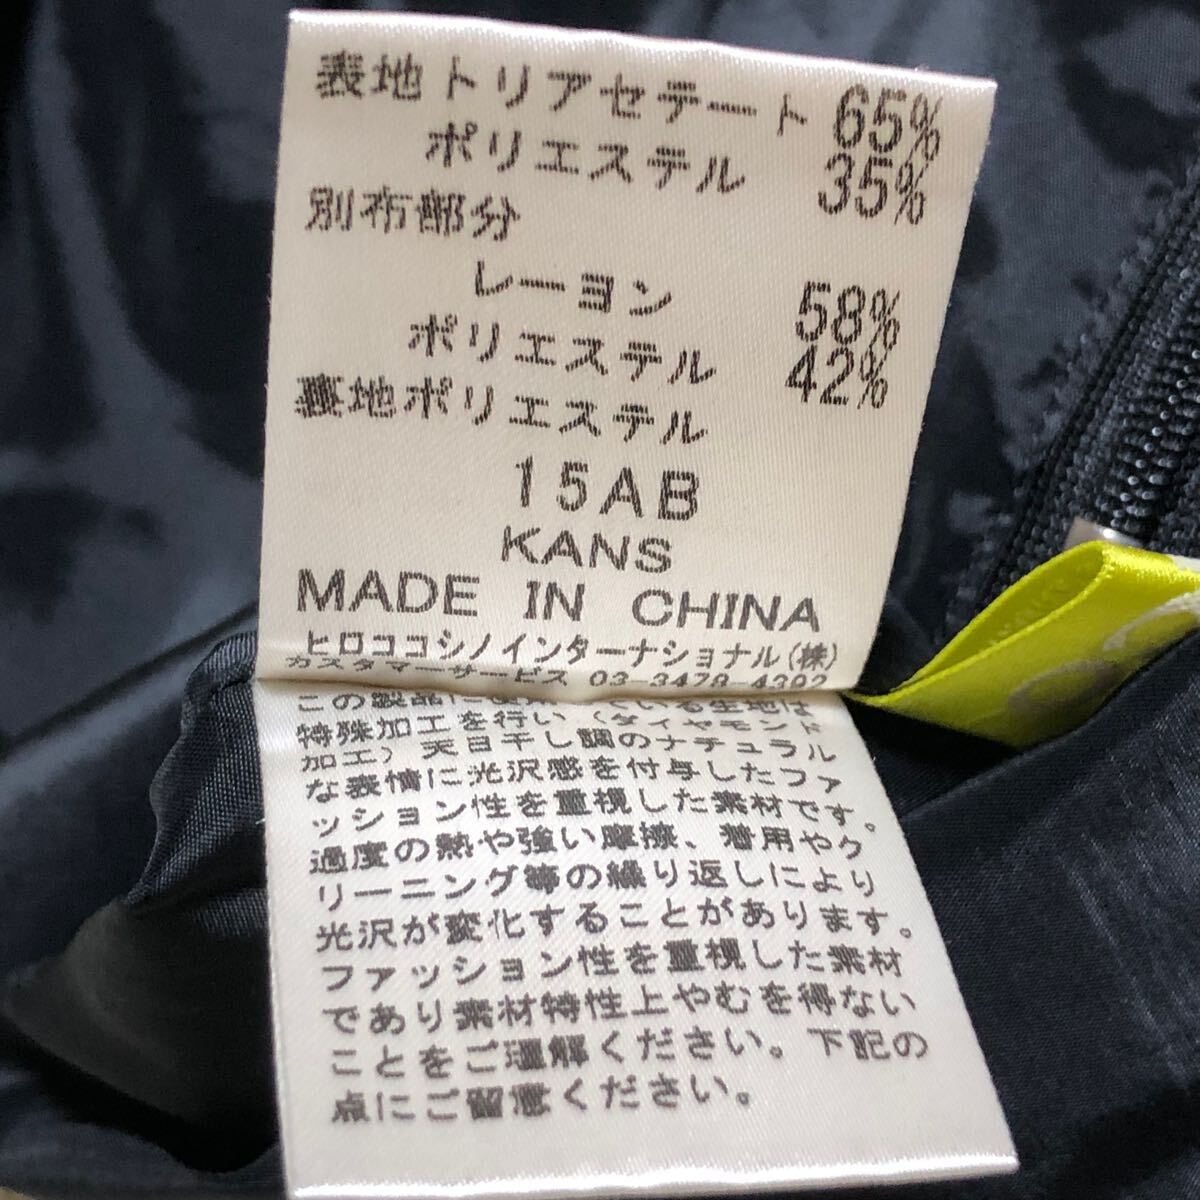 表地トリアセテート 65%
ポリエステル 35%
別布部分
レーヨン 58%
ポリエステル 42%
裏地ポリエステル
15AB
KANS
MADE IN CHINA
ヒロココシノインターナショナル(株)
カスタマーサービス 03-3478-4392
この製品に いる生地は
特殊加工を行い(ダイヤモンド
加工)天日干し調のナチュラル
な表情に光沢感を付与したファ
ッション性を重視した素材です。
過度の熱や強い摩擦、着用やク
リーニング等の繰り返しにより
光沢が変化することがあります。
ファッション性を重視した素材
であり素材特性上やむを得ない
ことをご理解ください。下記の
点にご留意ください。